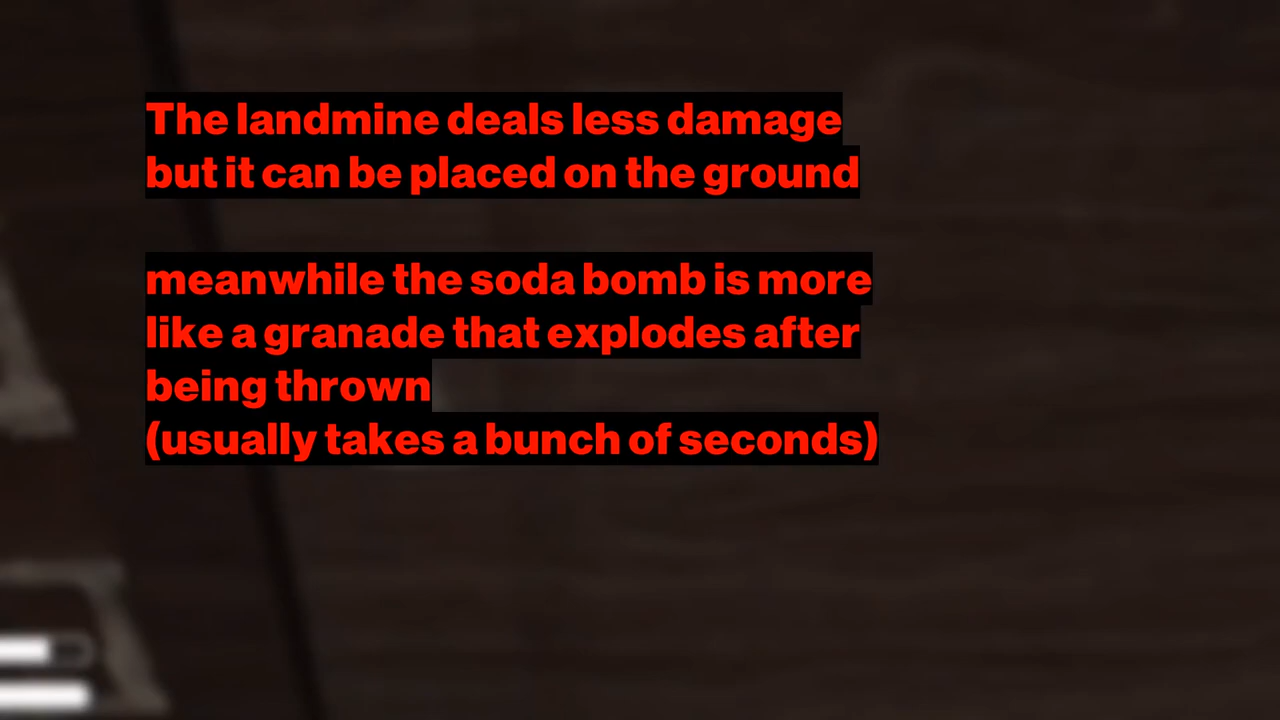 The landmine deals less damage
but it can be placed on the ground
meanwhile the soda bomb is more
like a granade that explodes after
being thrown
(usually takes a bunch of seconds)